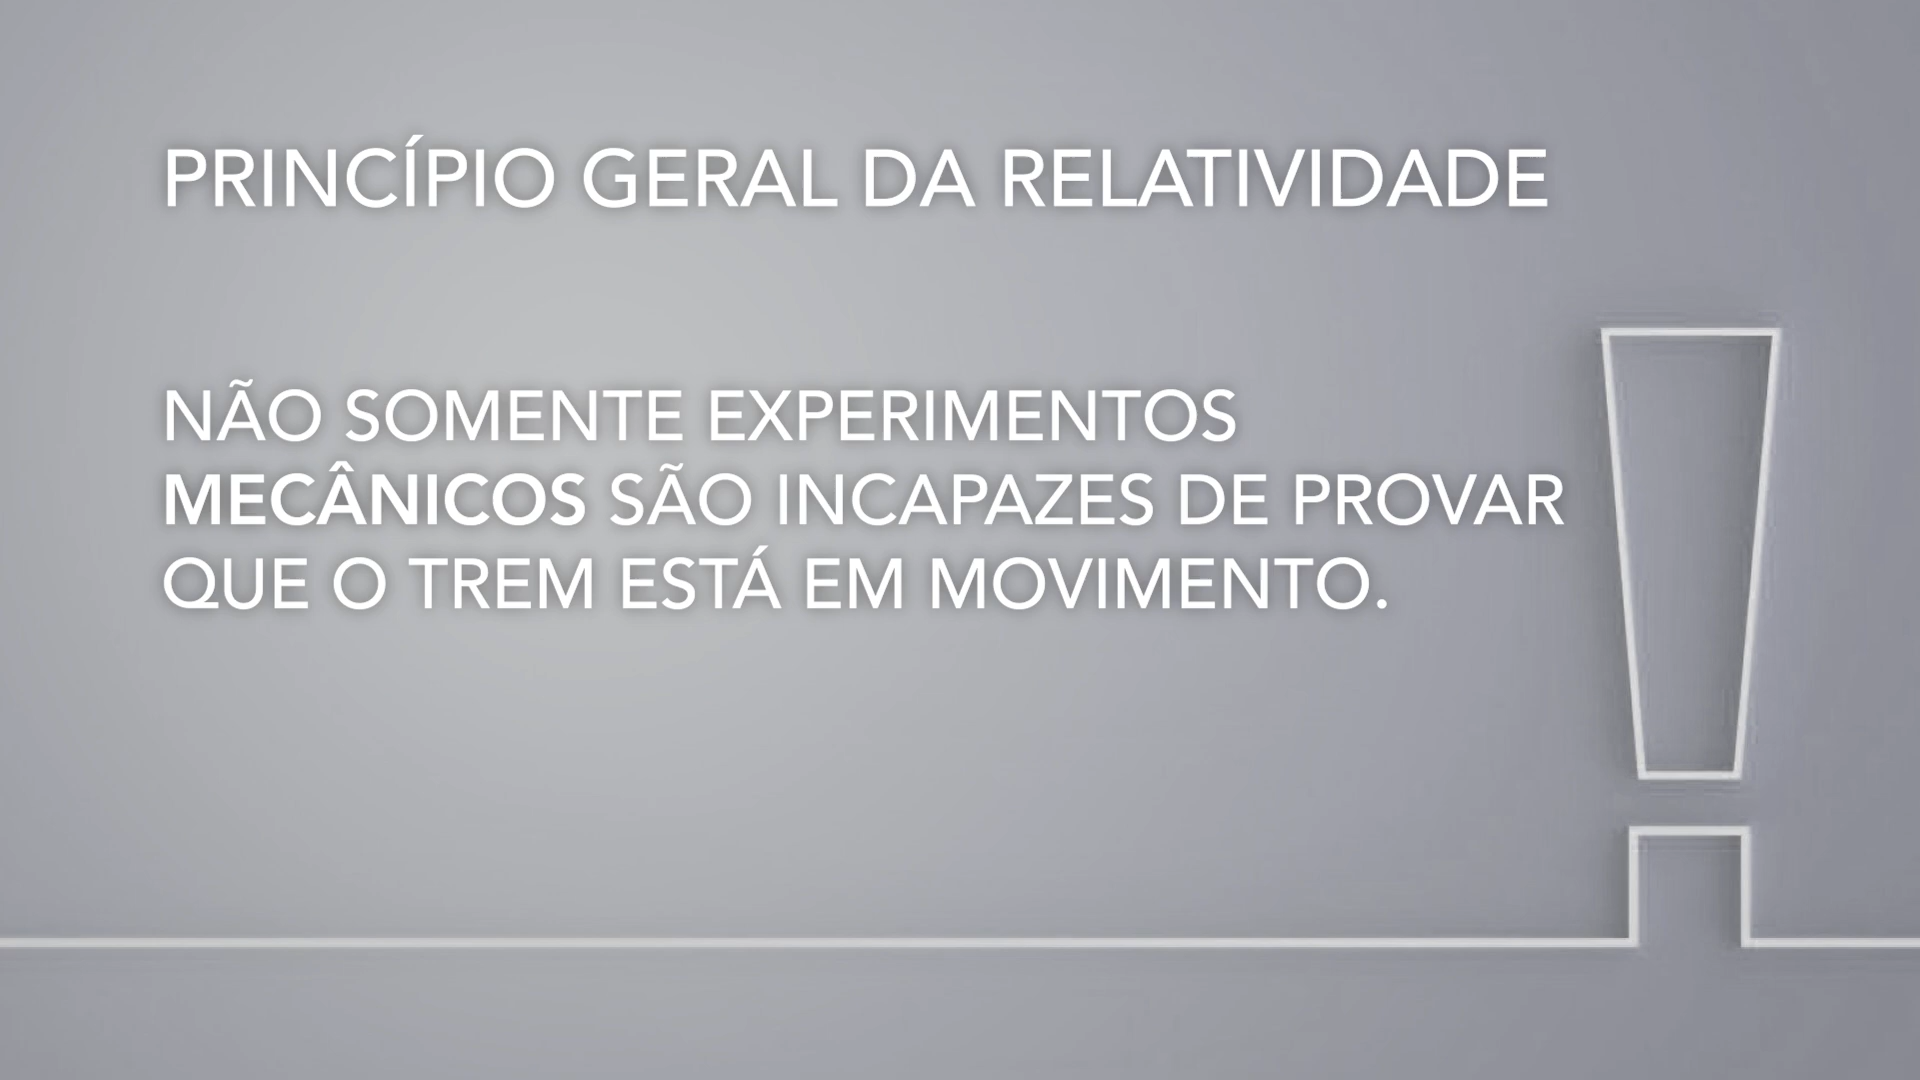 PRINCÍPIO GERAL DA RELATIVIDADE
NÃO SOMENTE EXPERIMENTOS
MECÂNICOS SÃO INCAPAZES DE PROVAR
QUE O TREM ESTÁ EM MOVIMENTO.